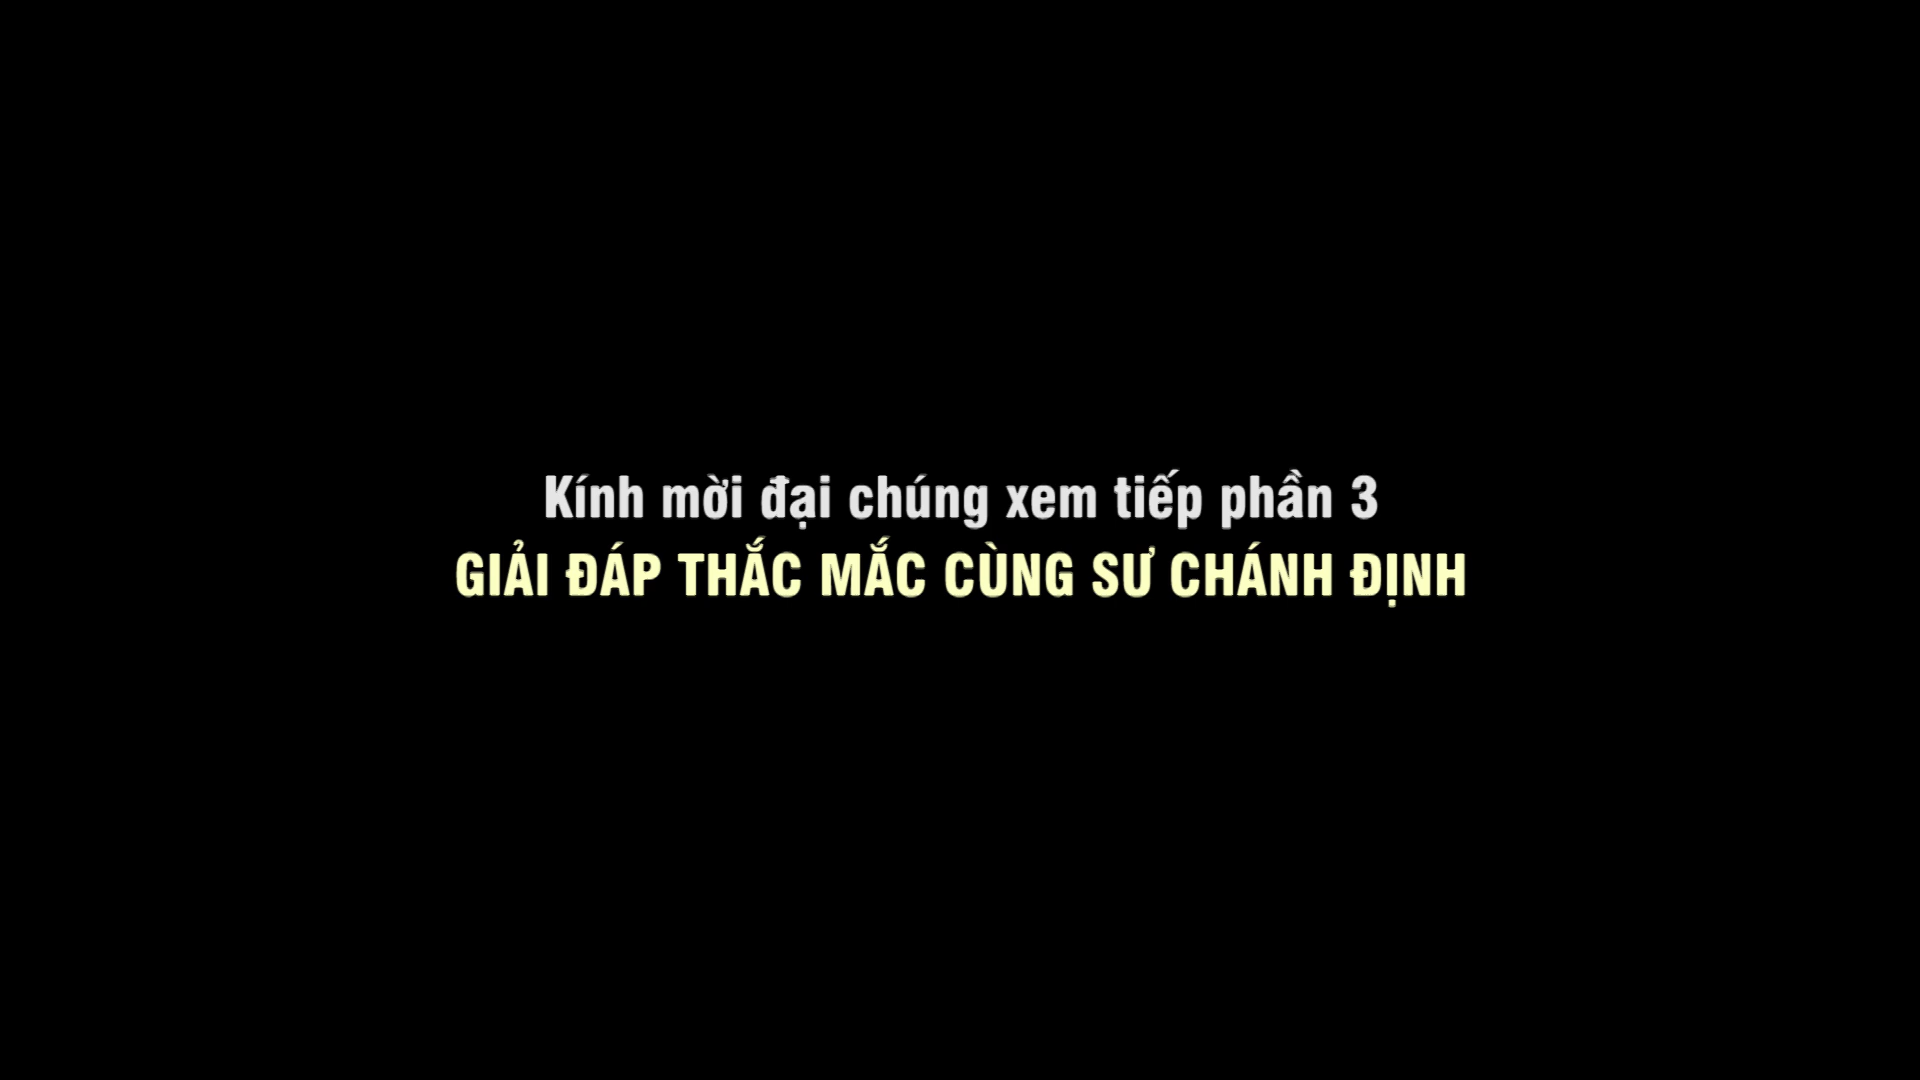 Kính mời đại chúng xem tiếp phần 3
GIẢI ĐÁP THẮC MẮC CÙNG SƯ CHÁNH ĐỊNH